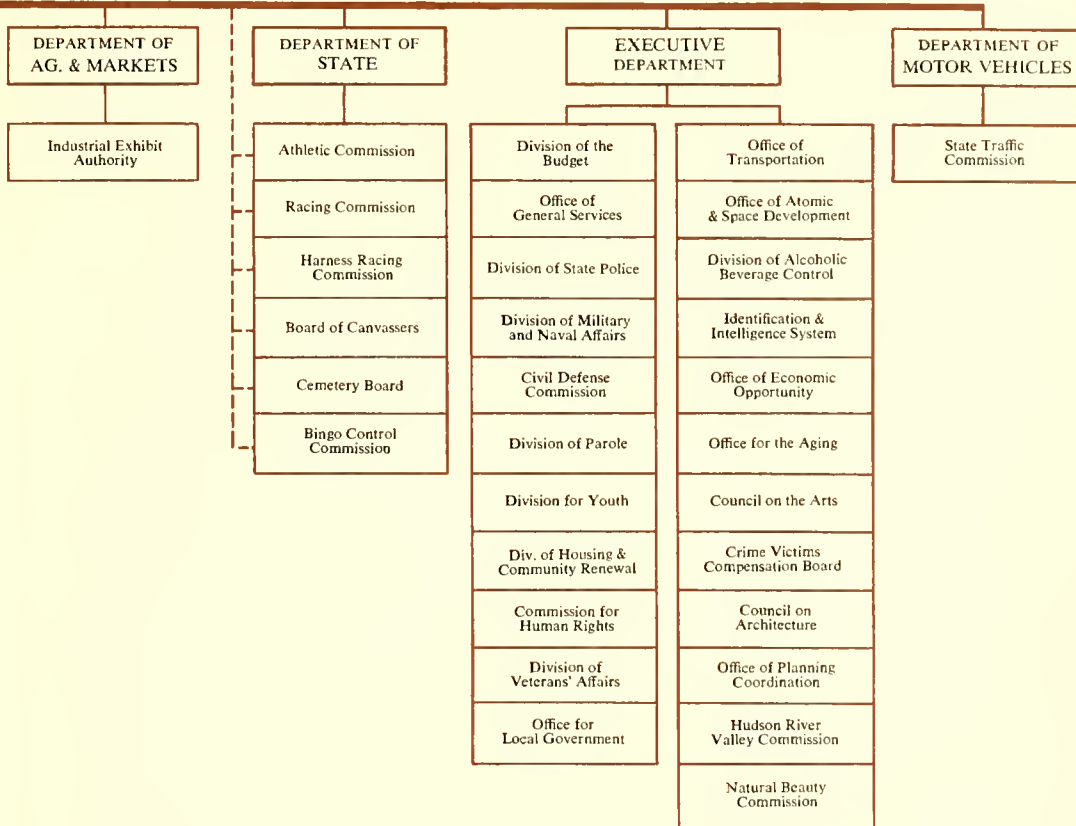 DEPARTMENT OF
AG. & MARKETS
Industrial Exhibit
Authority
DEPARTMENT OF
STATE
Athletic Commission
Racing Commission
Harness Racing
Commission
Board of Canvassers
Cemetery Board
Bingo Control
Commission
EXECUTIVE
DEPARTMENT
Division of the
Budget
Office of
General Services
Division of State Police
Division of Military
and Naval Affairs
Civil Defense
Commission
Division of Parole
Division for Youth
Div. of Housing &
Community Renewal
Commission for
Human Rights
Division of
Veterans' Affairs
Office for
Local Government
Office of
Transportation
Office of Atomic
& Space Development
Division of Alcoholic
Beverage Control
Identification &
Intelligence System
Office of Economic
Opportunity
Office for the Aging
Council on the Arts
Crime Victims
Compensation Board
Council on
Architecture
Office of Planning
Coordination
Hudson River
Valley Commission
Natural Beauty
Commission
DEPARTMENT OF
MOTOR VEHICLES
State Traffic
Commission